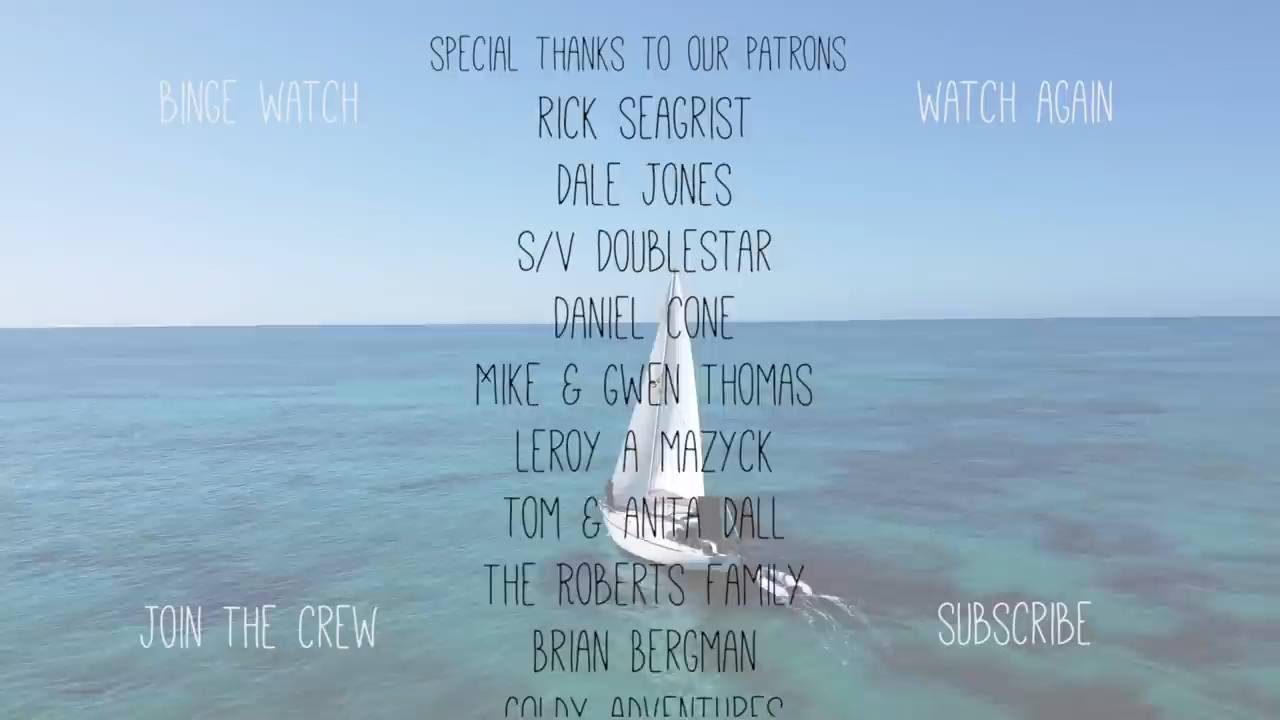 SPECIAL THANKS TO OUR PATRONS
BINGE WATCH
WATCH AGAIN
RICK SEAGRIST
DALE JONES
S/V DOUBLESTAR
DANIEL CONE
MIKE & GWEN THOMAS
LEROY A MAZYCK
TOM & ANITA DALL
THE ROBERTS FAMILY
JOIN THE CREW
SUBSCRIBE
BRIAN BERGMAN
ADVENTURES